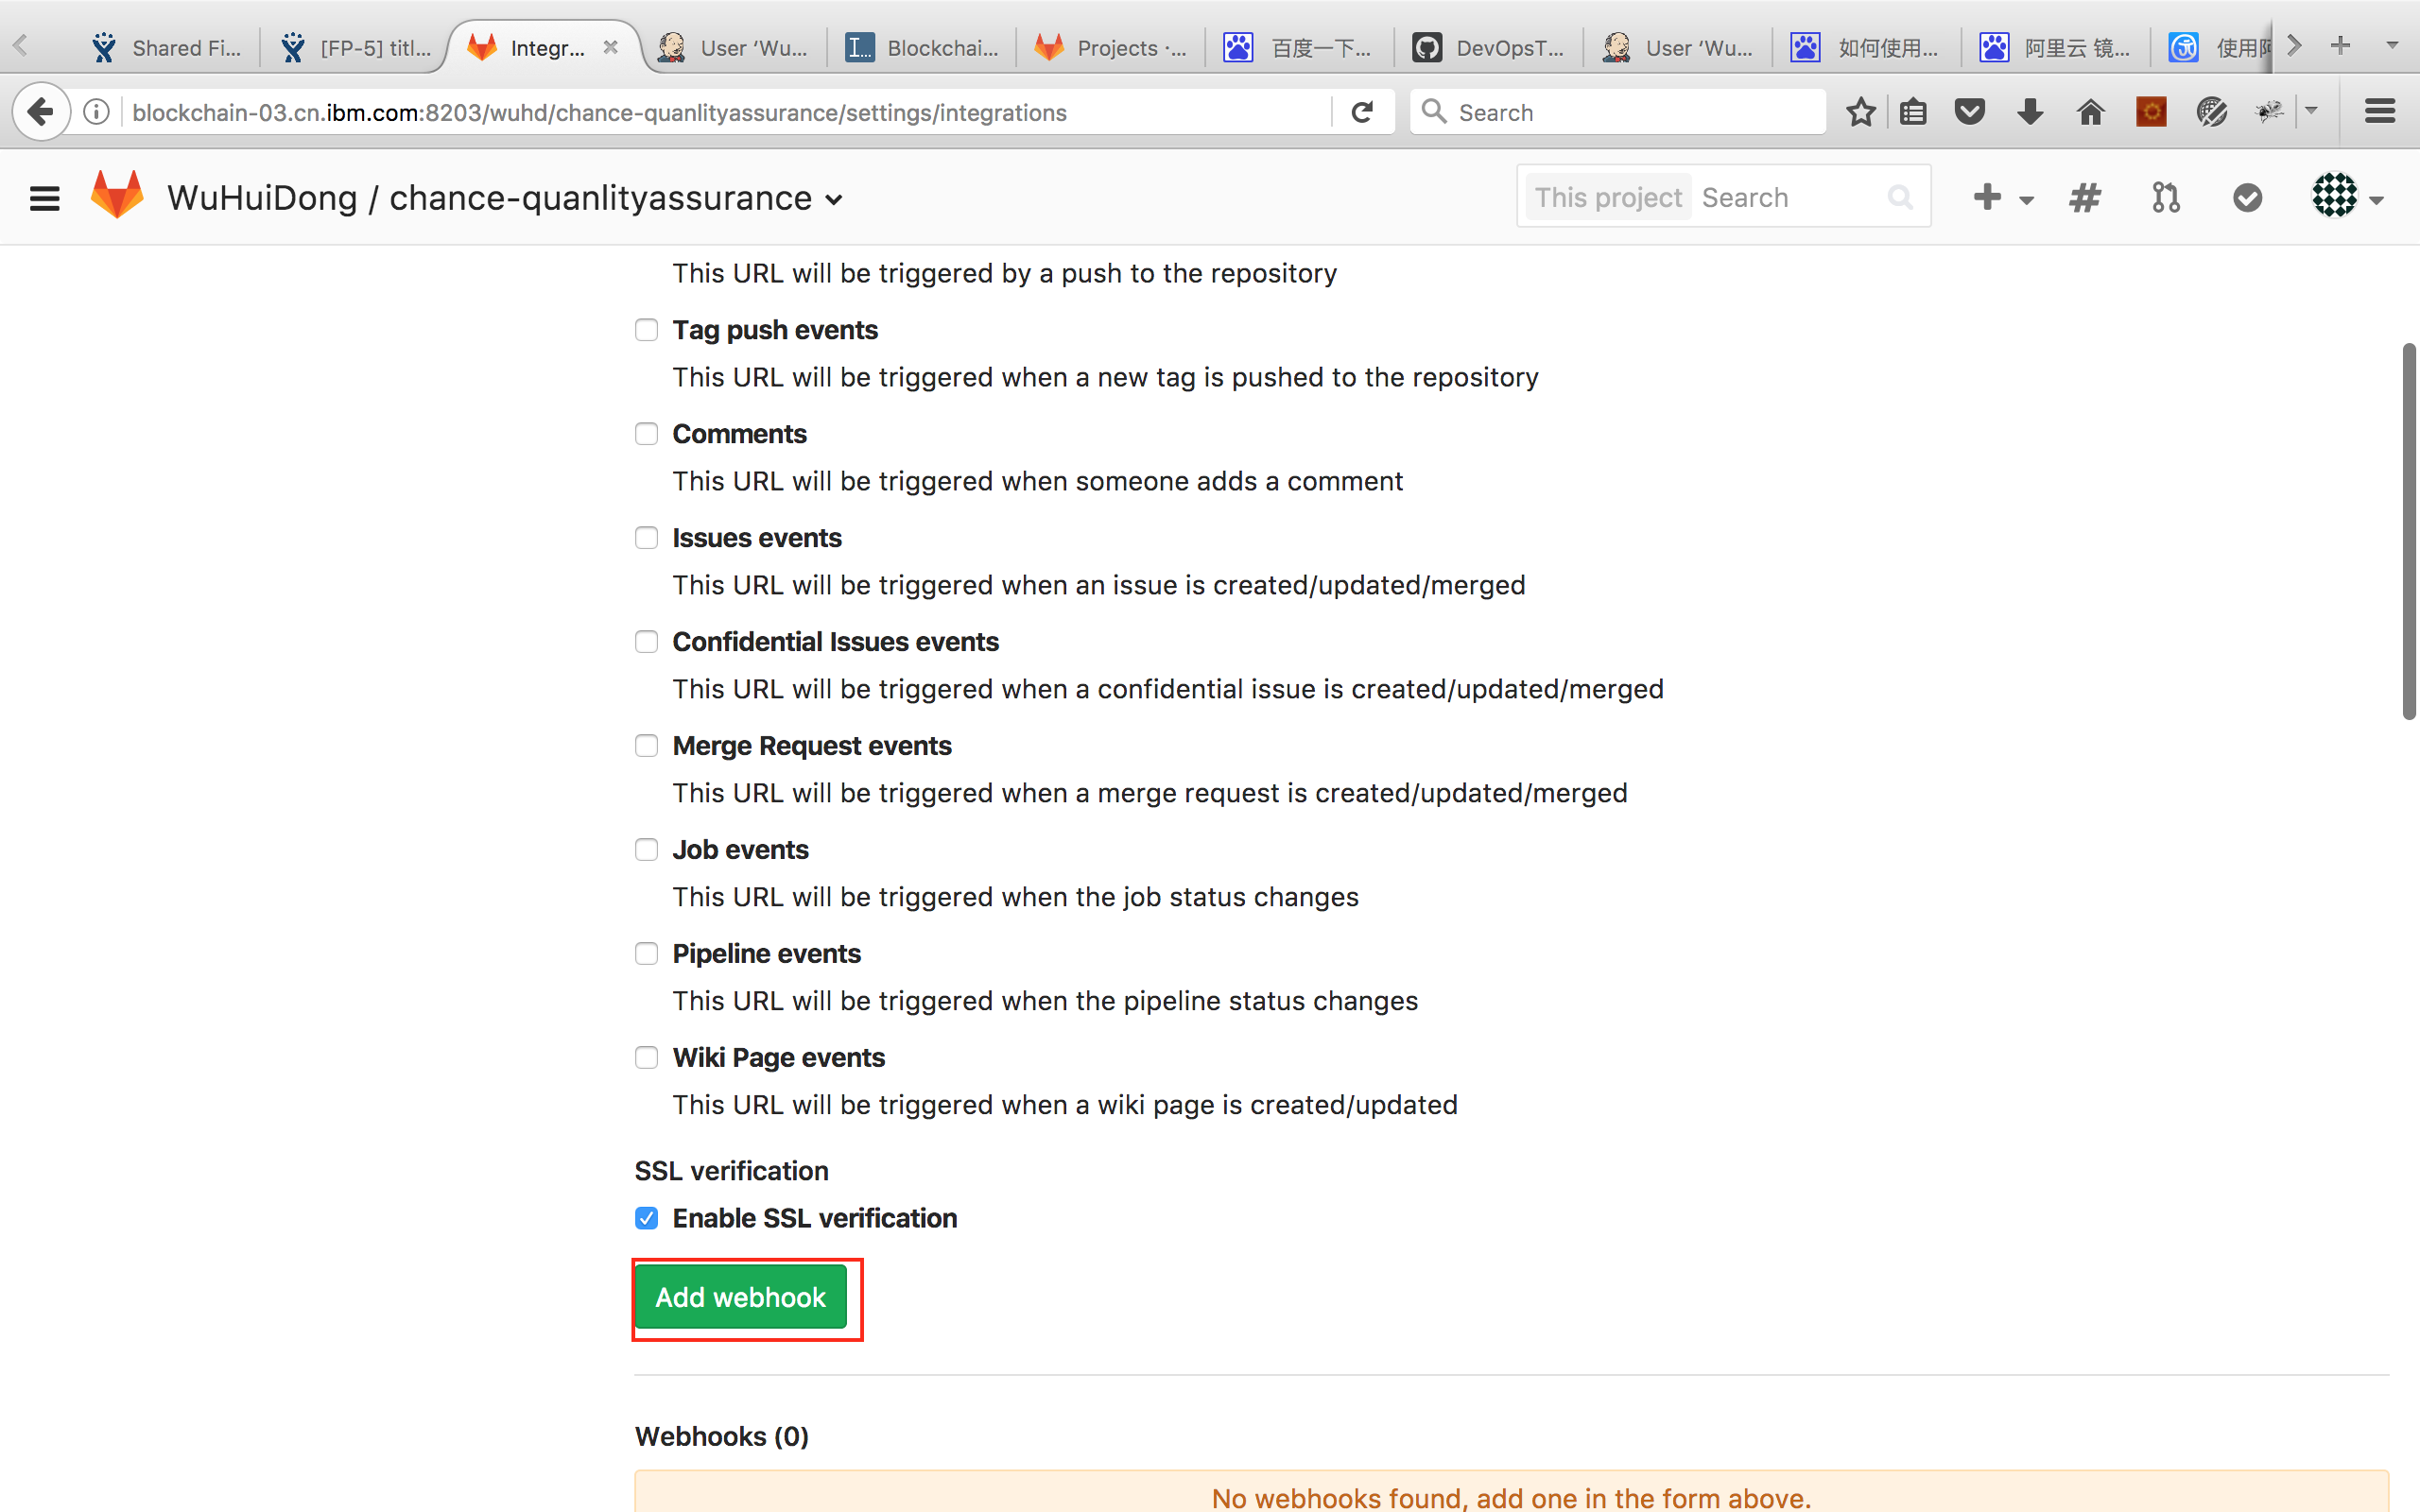 Shared Fi...
[FP-5] titl...
Integr...
User ‘Wu...
I...
Blockchai...
Projects ·...
百度一下...
DevOpsT...
User ‘Wu...
如何使用...
阿里云 镜...
使用阿
blockchain-03.cn.ibm.com:8203/wuhd/chance-quanlityassurance/settings/integrations
Search
WuHuiDong / chance-quanlityassurance
This project
Search
This URL will be triggered by a push to the repository
Tag push events
This URL will be triggered when a new tag is pushed to the repository
Comments
This URL will be triggered when someone adds a comment
Issues events
This URL will be triggered when an issue is created/updated/merged
Confidential Issues events
This URL will be triggered when a confidential issue is created/updated/merged
Merge Request events
This URL will be triggered when a merge request is created/updated/merged
Job events
This URL will be triggered when the job status changes
Pipeline events
This URL will be triggered when the pipeline status changes
Wiki Page events
This URL will be triggered when a wiki page is created/updated
SSL verification
Enable SSL verification
Add webhook
Webhooks (0)
No webhooks found, add one in the form above.